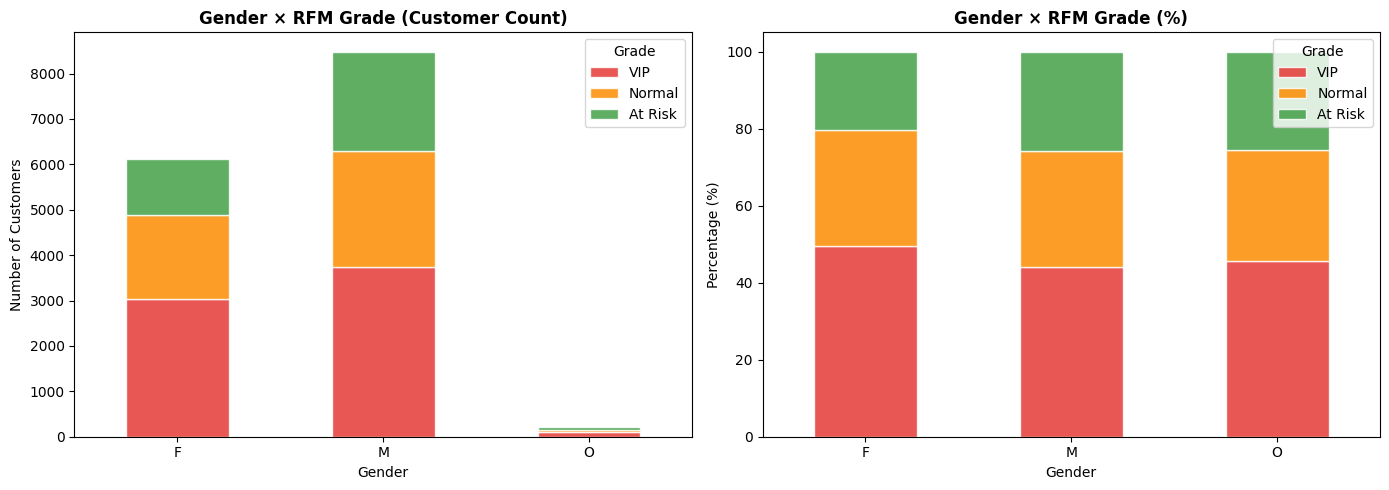 Gender × RFM Grade (Customer Count)
Number of Customers
8000
7000
6000
5000
4000
3000
2000
1000
0
F
M
O
Gender
Grade
VIP
Normal
At Risk
Gender × RFM Grade (%)
Percentage (%)
100
80
60
40
20
0
F
M
O
Gender
Grade
VIP
Normal
At Risk